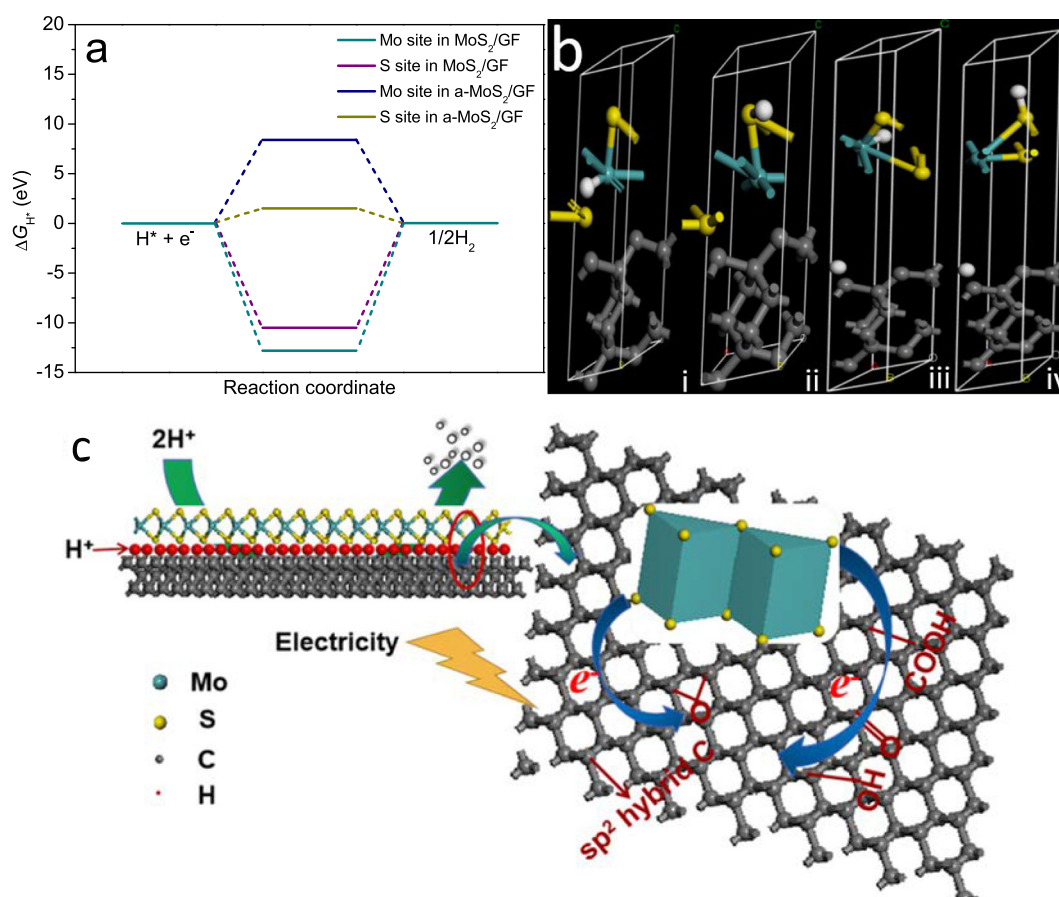 a
20
15
10
5
0
-5
-10
-15
ΔG_H* (eV)
Mo site in MoS₂/GF
S site in MoS₂/GF
Mo site in a-MoS₂/GF
S site in a-MoS₂/GF
H* + e⁻
1/2H₂
Reaction coordinate
b
i
ii
iii
iv
c
2H⁺
H⁺
Electricity
Mo
S
C
H
e⁻
e⁻
COOH
O
O
OH
sp² hybrid C